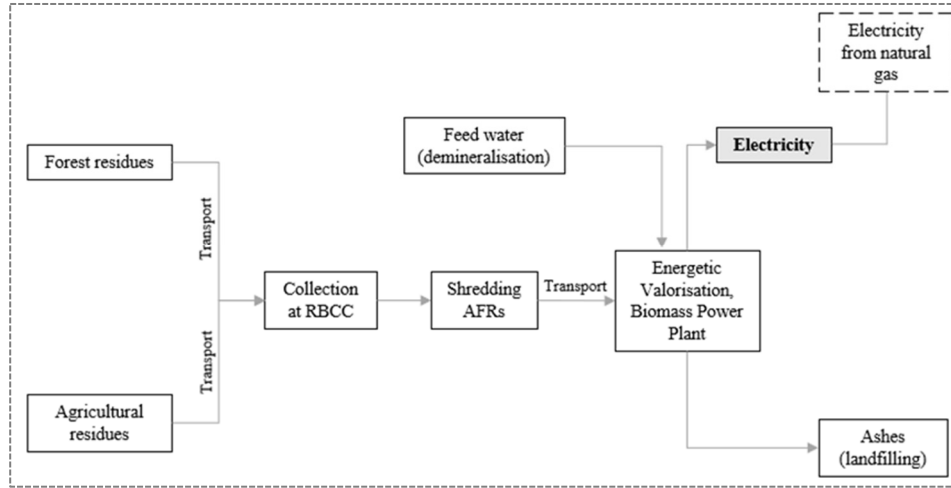 Electricity
from natural
gas
Feed water
(demineralisation)
Electricity
Forest residues
Transport
Collection
at RBCC
Shredding
AFRs
Transport
Energetic
Valorisation,
Biomass Power
Plant
Transport
Agricultural
residues
Ashes
(landfilling)